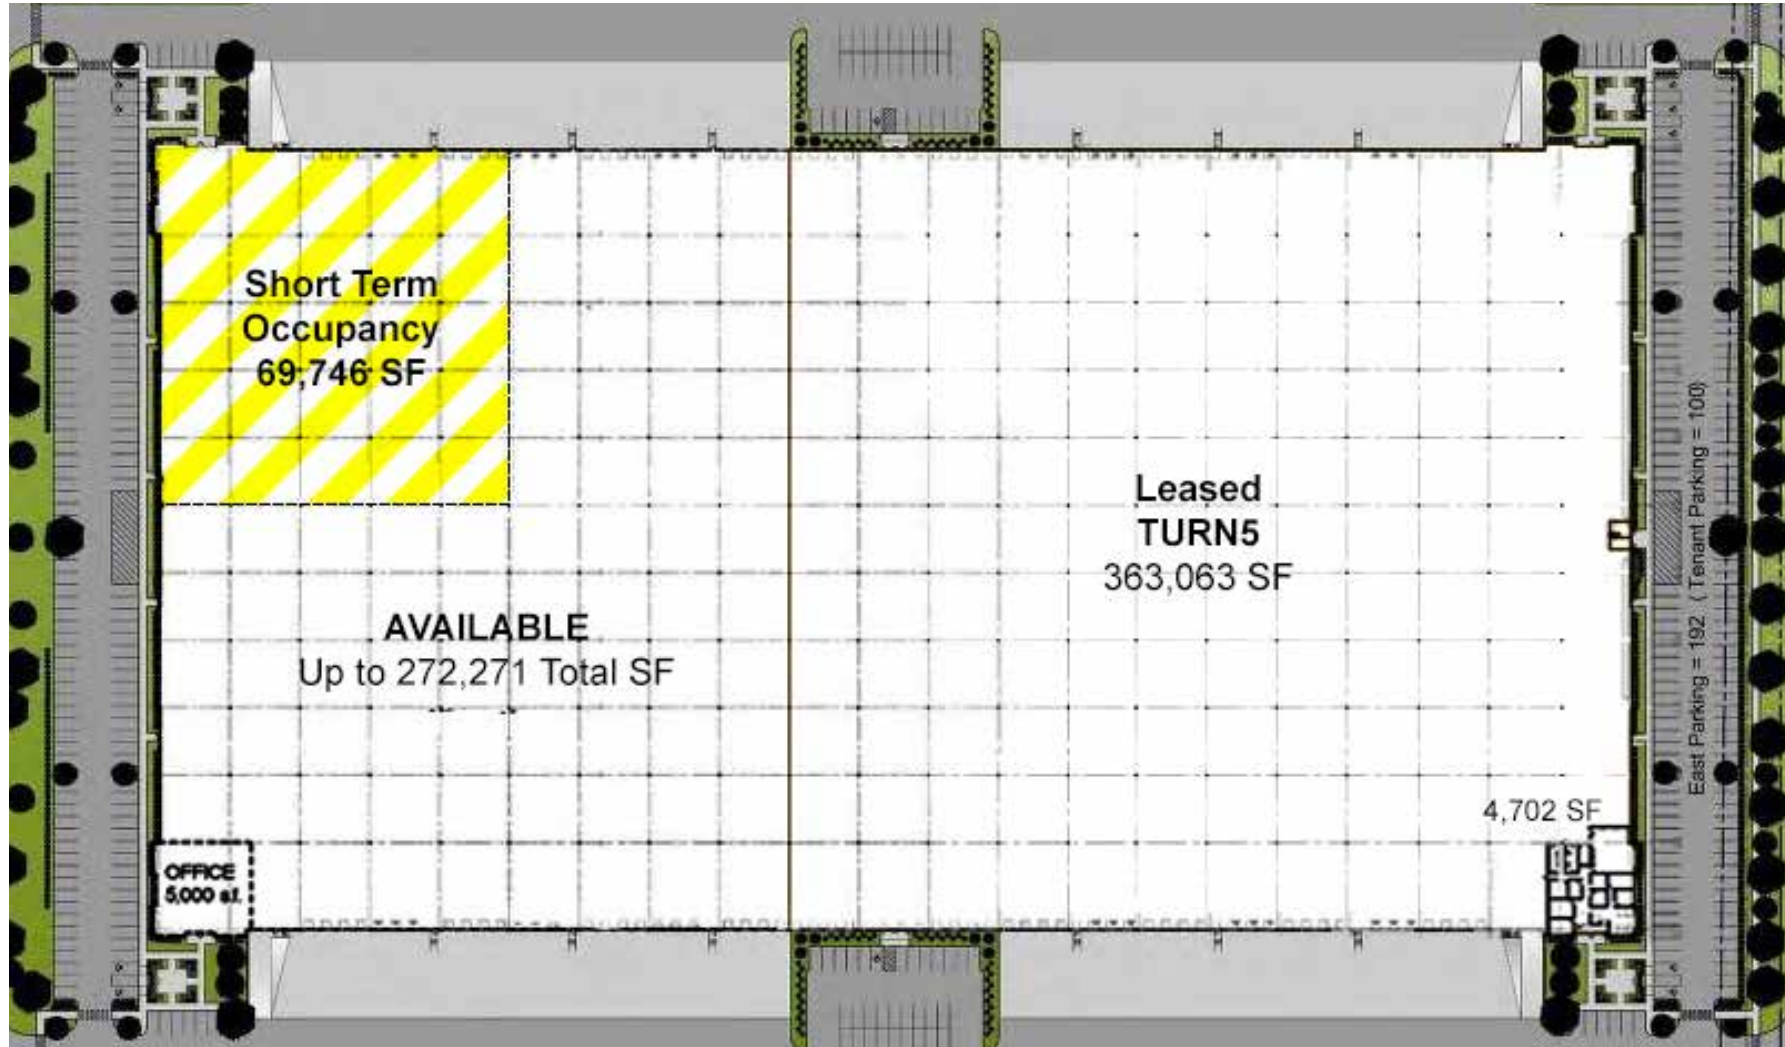 Short Term
Occupancy
69,746 SF
Leased
TURN5
363,063 SF
AVAILABLE
Up to 272,271 Total SF
4,702 SF
OFFICE
5,000 s.f.
East Parking = 192 ( Tenant Parking = 100)